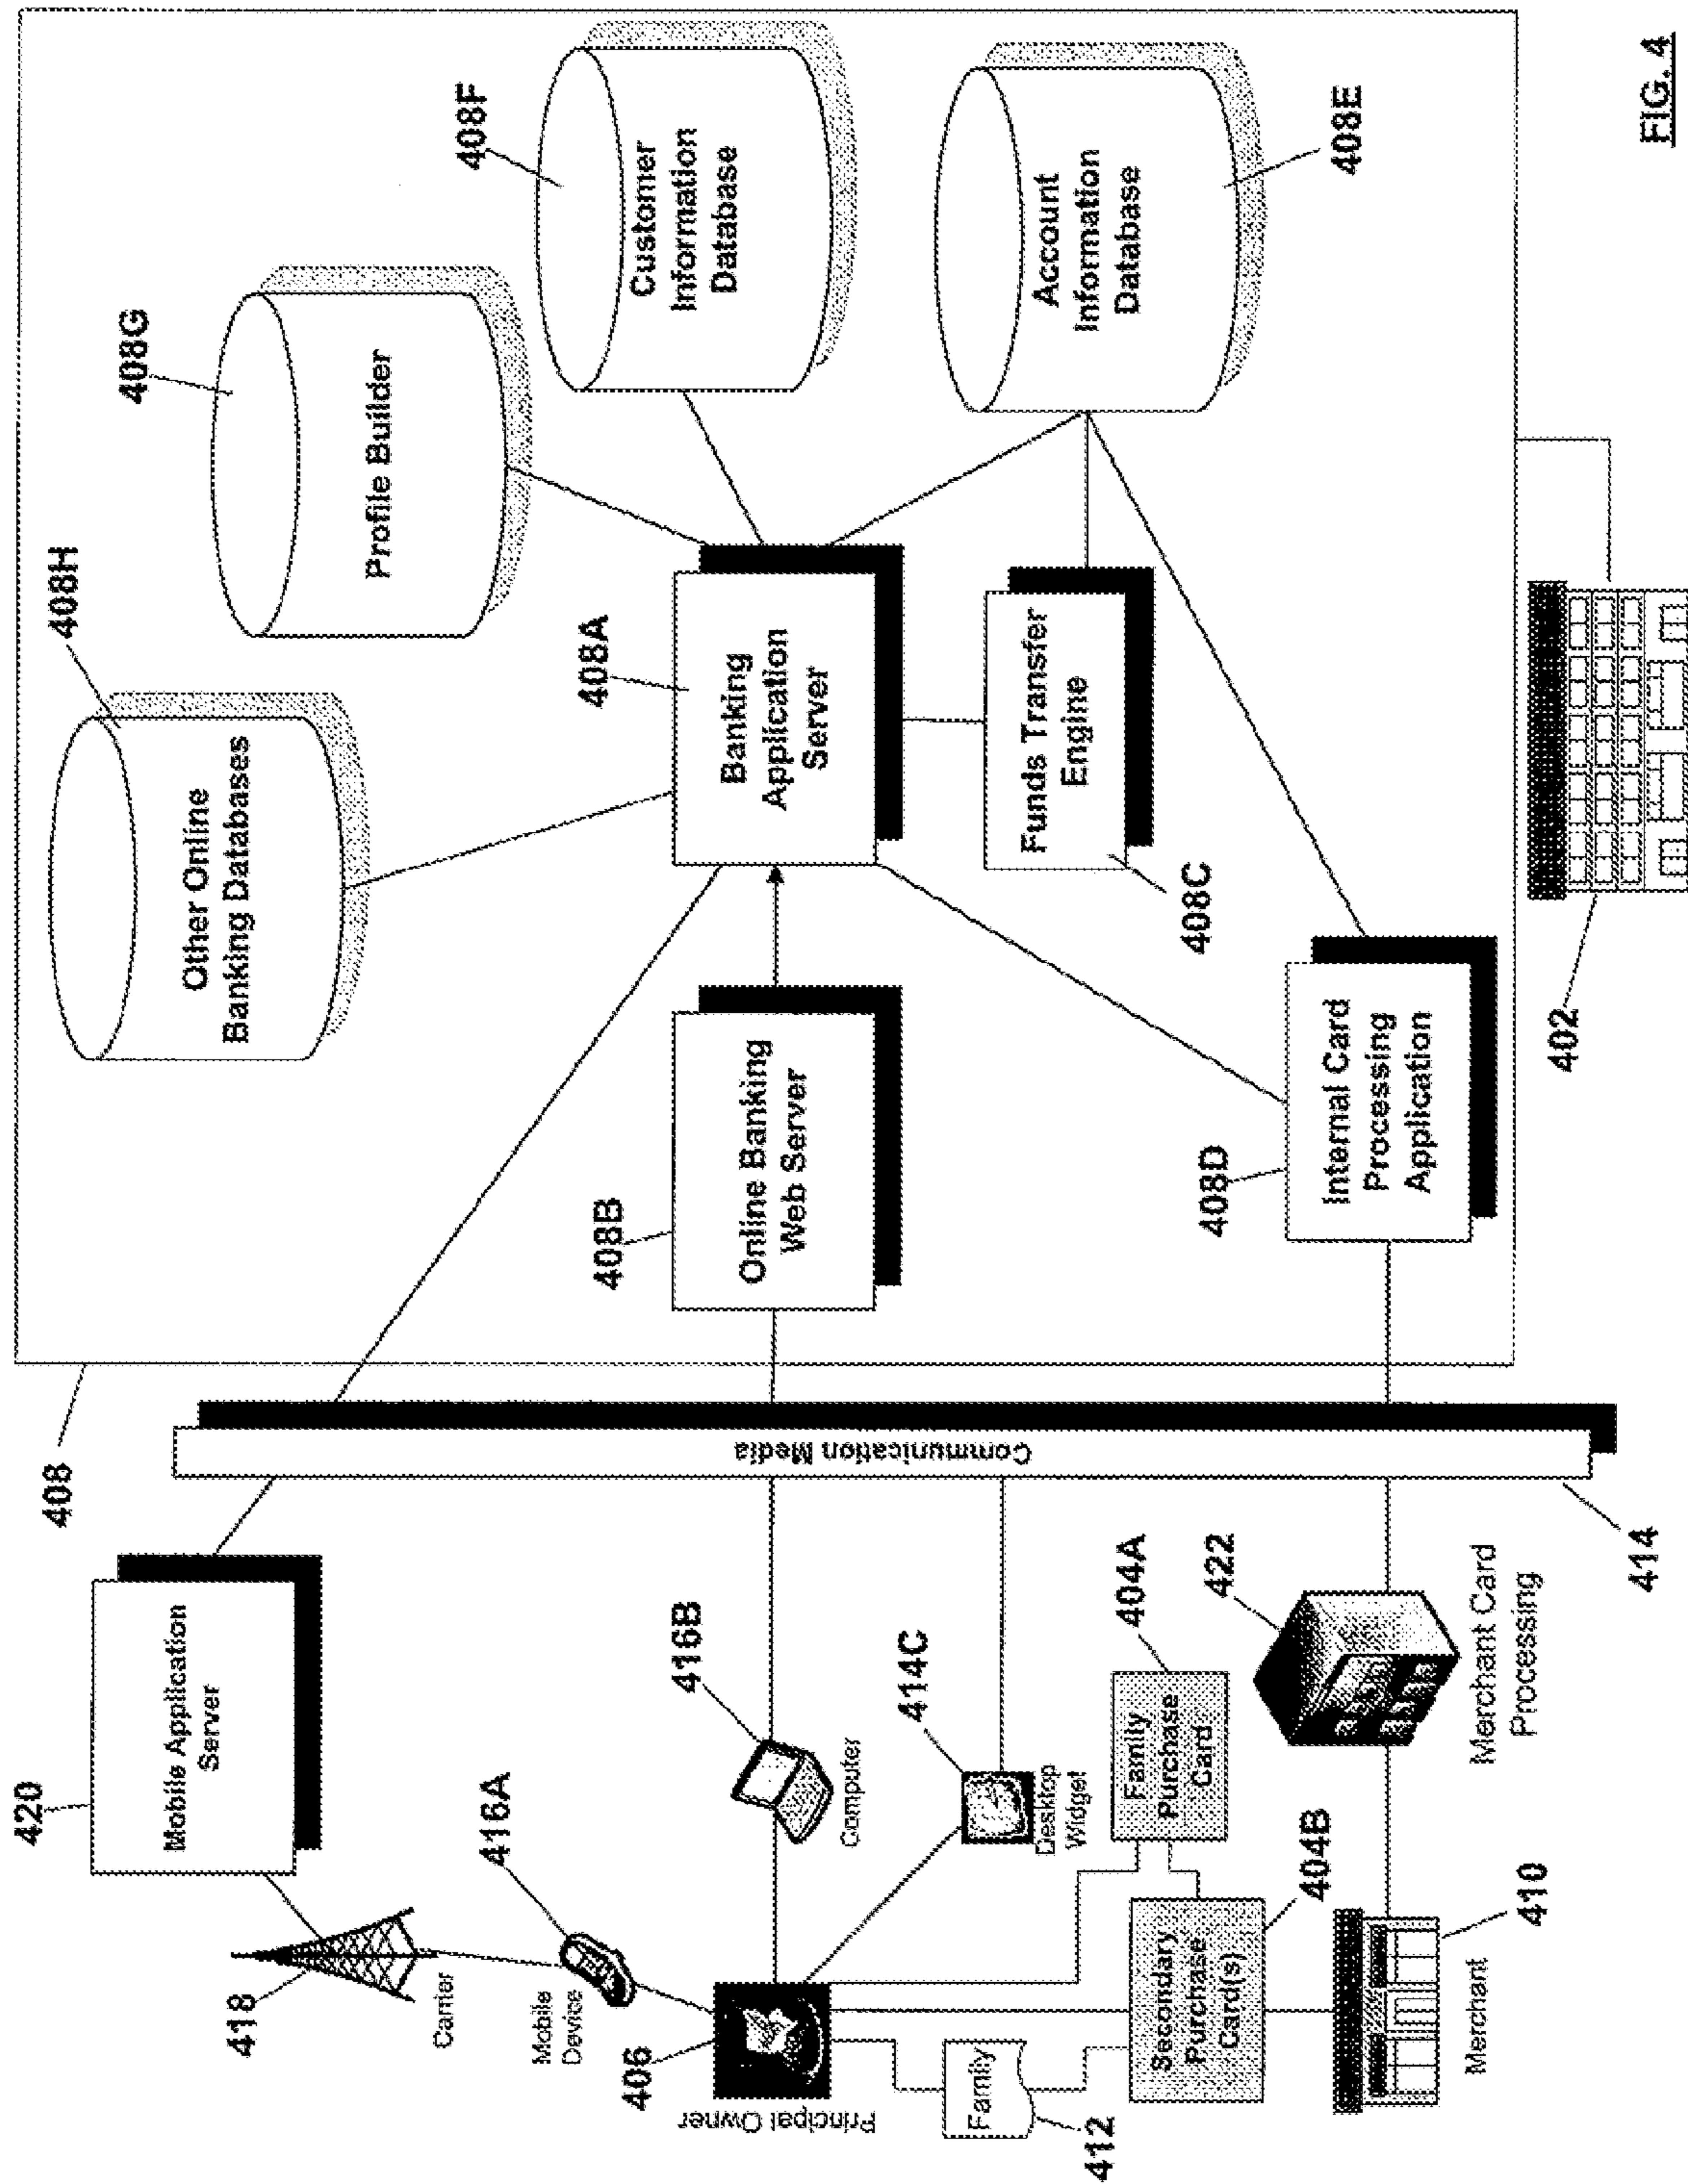 420
Mobile Application
Server
418
Carrier
416A
Mobile
Device
406
Principal Owner
416B
Computer
414C
Desktop
Widget
Family
412
404A
Family
Purchase
Card
404B
Secondary
Purchase
Card(s)
410
Merchant
422
Merchant Card
Processing
414
Communication Media
408
408H
Other Online
Banking Databases
408G
Profile Builder
408F
Customer
Information
Database
408A
Banking
Application
Server
408B
Online Banking
Web Server
408C
Funds Transfer
Engine
408E
Account
Information
Database
408D
Internal Card
Processing
Application
402
FIG. 4